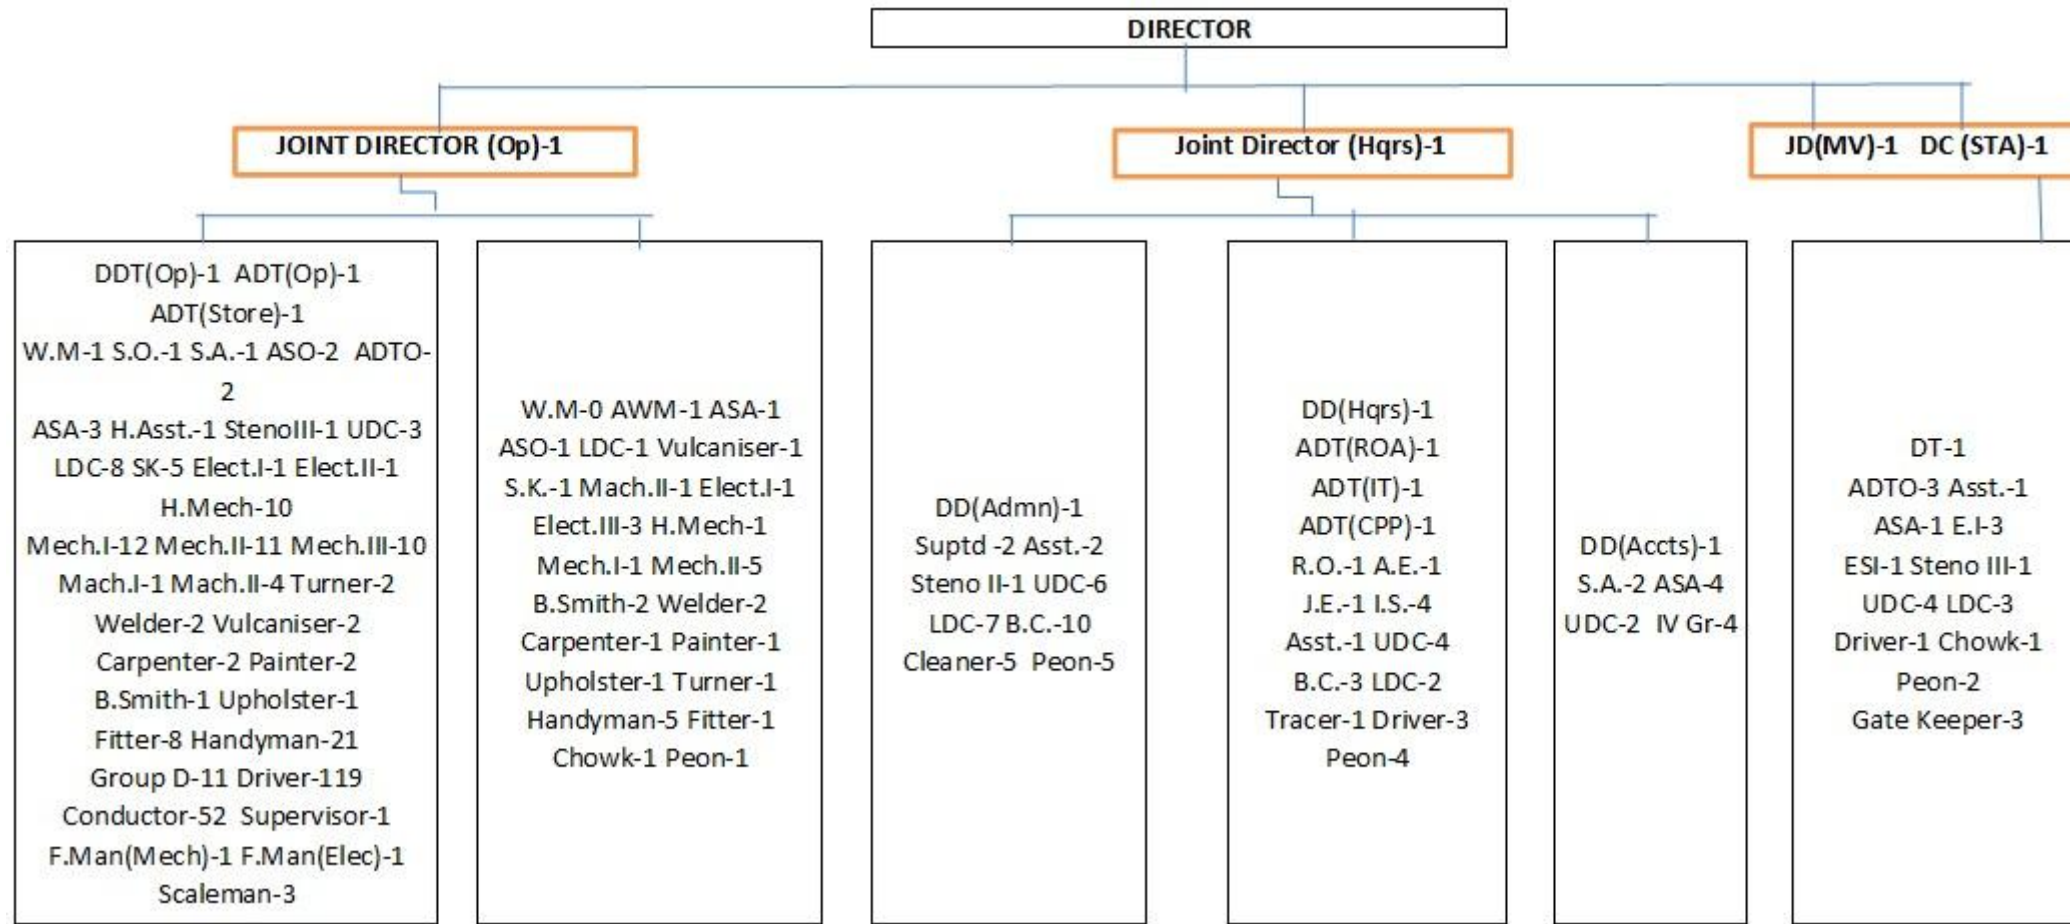 DIRECTOR
JOINT DIRECTOR (Op)-1
Joint Director (Hqrs)-1
JD(MV)-1 DC (STA)-1
DDT(Op)-1 ADT(Op)-1
ADT(Store)-1
W.M-1 S.O.-1 S.A.-1 ASO-2 ADTO-
2
ASA-3 H.Asst.-1 StenoIII-1 UDC-3
LDC-8 SK-5 Elect.I-1 Elect.II-1
H.Mech-10
Mech.I-12 Mech.II-11 Mech.III-10
Mach.I-1 Mach.II-4 Turner-2
Welder-2 Vulcaniser-2
Carpenter-2 Painter-2
B.Smith-1 Upholster-1
Fitter-8 Handyman-21
Group D-11 Driver-119
Conductor-52 Supervisor-1
F.Man(Mech)-1 F.Man(Elec)-1
Scaleman-3
W.M-0 AWM-1 ASA-1
ASO-1 LDC-1 Vulcaniser-1
S.K.-1 Mach.II-1 Elect.I-1
Elect.III-3 H.Mech-1
Mech.I-1 Mech.II-5
B.Smith-2 Welder-2
Carpenter-1 Painter-1
Upholster-1 Turner-1
Handyman-5 Fitter-1
Chowk-1 Peon-1
DD(Admn)-1
Suptd -2 Asst.-2
Steno II-1 UDC-6
LDC-7 B.C.-10
Cleaner-5 Peon-5
DD(Hqrs)-1
ADT(ROA)-1
ADT(IT)-1
ADT(CPP)-1
R.O.-1 A.E.-1
J.E.-1 I.S.-4
Asst.-1 UDC-4
B.C.-3 LDC-2
Tracer-1 Driver-3
Peon-4
DD(Accts)-1
S.A.-2 ASA-4
UDC-2 IV Gr-4
DT-1
ADTO-3 Asst.-1
ASA-1 E.I-3
ESI-1 Steno III-1
UDC-4 LDC-3
Driver-1 Chowk-1
Peon-2
Gate Keeper-3